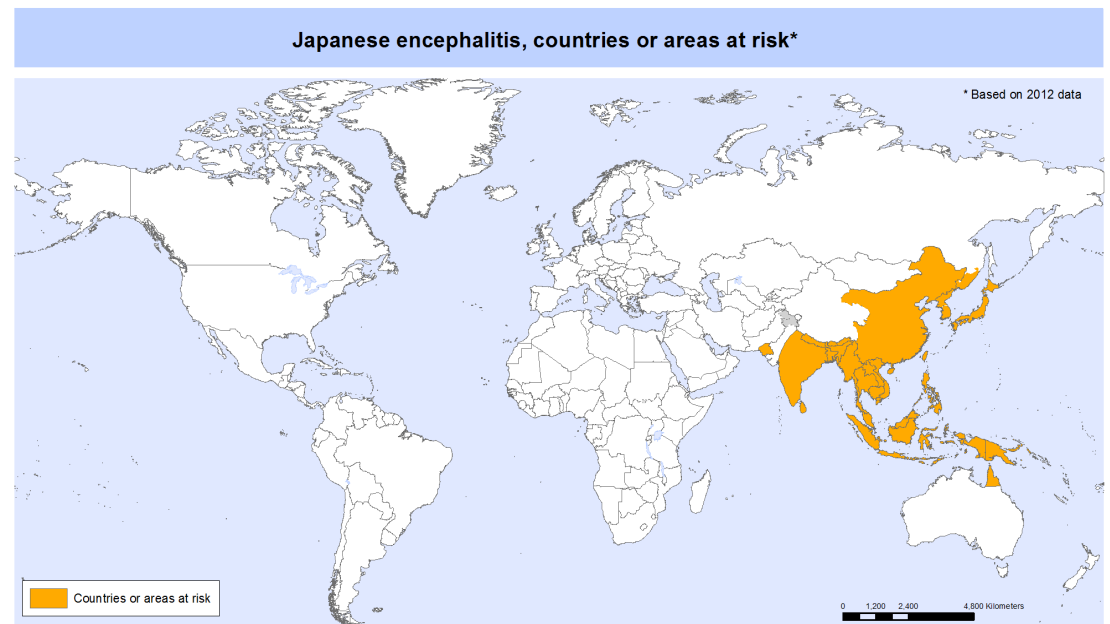 Japanese encephalitis, countries or areas at risk*
* Based on 2012 data
Countries or areas at risk
0 1,200 2,400 4,800 Kilometers